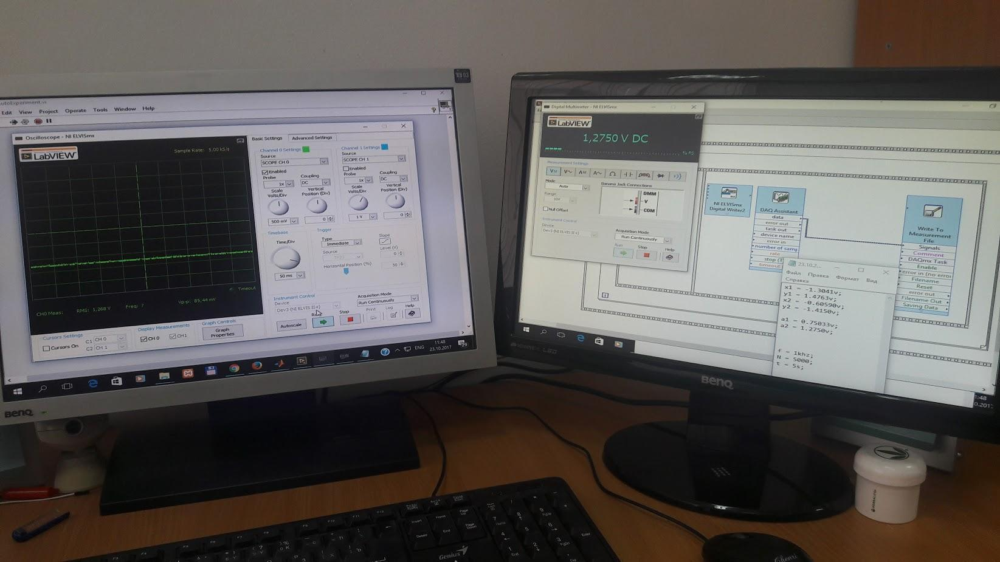 AutoExperiment.vi
Edit View Project Operate Tools Window Help
Oscilloscope - NI ELVISmx
LabVIEW
Sample Rate: 5,00 kS/s
Timeout
CH0 Meas: RMS: 1,268 V Freq: ? Vp-p: 85,44 mV
Basic Settings Advanced Settings
Channel 0 Settings
Source
SCOPE CH 0
Enabled
Probe Coupling
1x DC
Scale Vertical
Volts/Div Position (Div)
500 mV 0
Channel 1 Settings
Source
SCOPE CH 1
Enabled
Probe Coupling
1x DC
Scale Vertical
Volts/Div Position (Div)
1 V 0
Timebase
Time/Div
50 ms
Trigger
Type
Immediate
Slope
Source
Level (V)
0
Horizontal Position (%)
50
Instrument Control
Device
Dev3 (NI ELVIS II+)
Acquisition Mode
Run Continuously
Autoscale
Stop Print Log Help
Cursors Settings
Cursors On
C1 CH 0
C2 CH 1
Display Measurements
CH 0 CH1
Graph Controls
Graph
Properties
ENG
11:48
23.10.2017
29
BenQ
Digital Multimeter - NI ELVISmx
LabVIEW
1,2750 V DC
% FS
Measurement Settings
V= V~ A= A~
Mode
Auto
Range
10V
Null Offset
Banana Jack Connections
DMM
V
COM
Instrument Control
Device
Dev3 (NI ELVIS II+)
Acquisition Mode
Run Continuously
Run Stop Help
NI ELVISmx
Digital Writer2
DAQ Assistant
data
error out
task out
device name
error in
number of samp
rate
stop (T
timeout
Write To
Measurement
File
Signals
Comment
DAQmx Task
Enable
error in (no erro
Filename
Reset
error out
Filename Out
Saving Data
23.10.2...
Файл Правка Формат Вид
Справка
x1 = -1.3041v;
y1 = 1.4763v;
x2 = -0.60590v;
y2 = -1.4150v;
a1 = 0.75033v;
a2 = 1.2750v;
f = 1khz;
N = 5000;
t = 5s;
BenQ
Genius